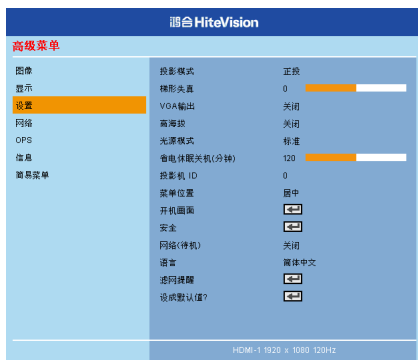 鸿合 HiteVision
高级菜单
图像
显示
设置
网络
OPS
信息
简易菜单
投影模式 正投
梯形失真 0
VGA输出 关闭
高海拔 关闭
光源模式 标准
省电休眠关机(分钟) 120
投影机 ID 0
菜单位置 居中
开机画面
安全
网络(待机) 关闭
语言 简体中文
滤网提醒
设成默认值?
HDMI-1 1920 x 1080 120Hz